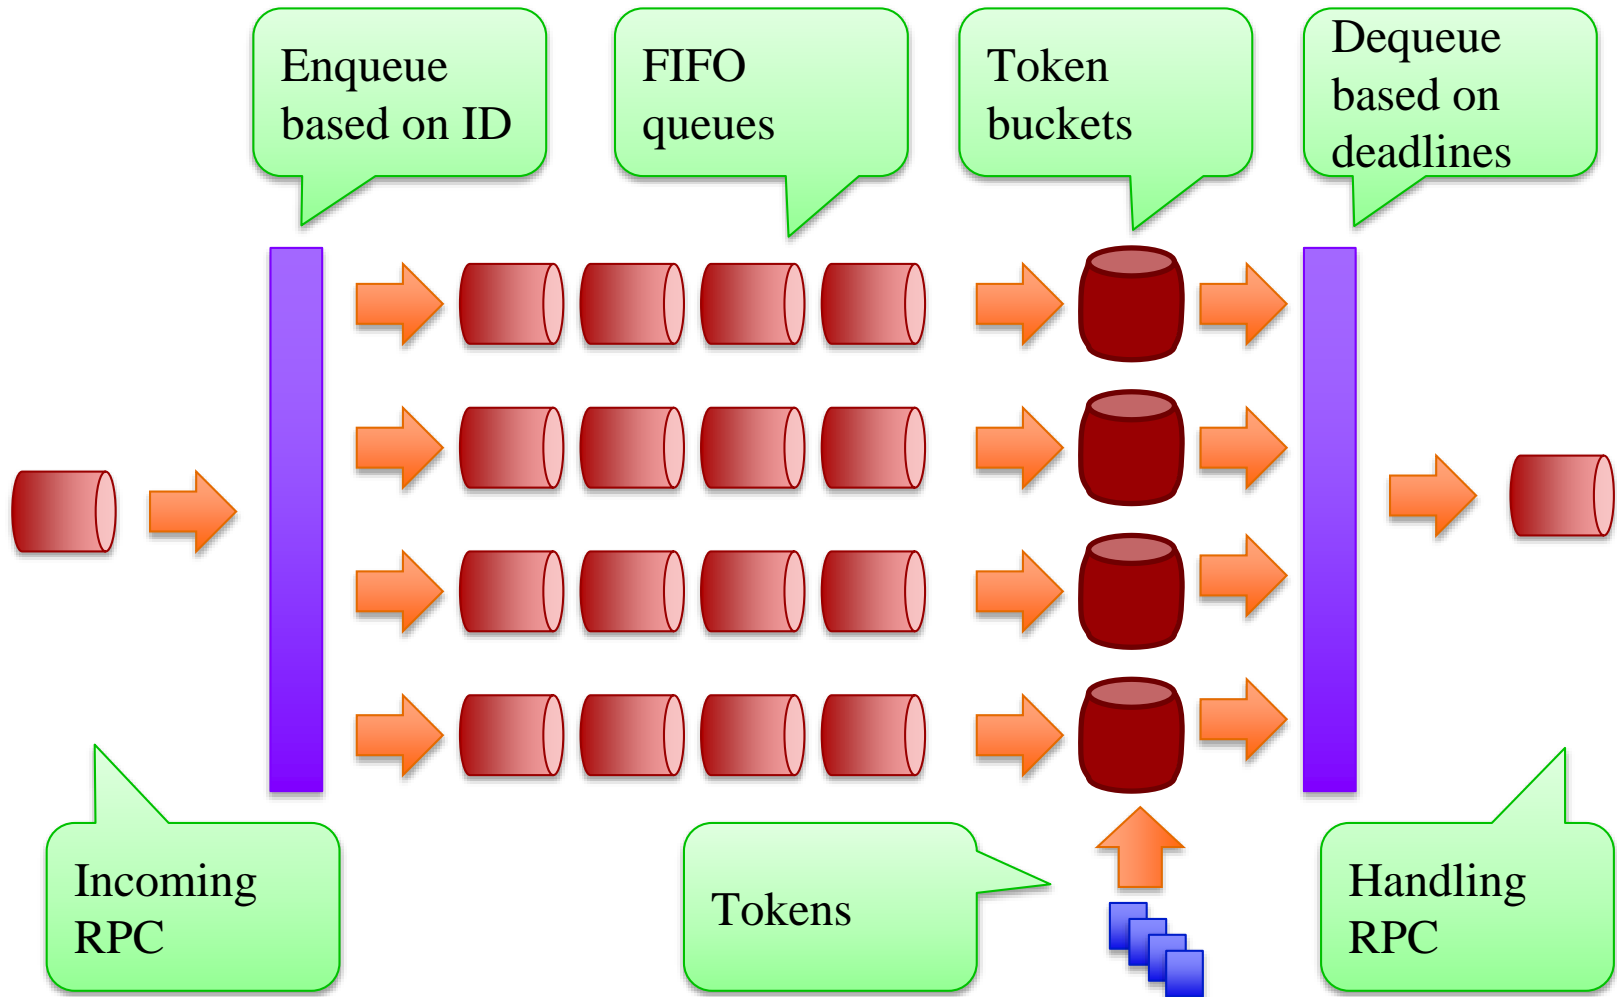 Enqueue
based on ID
FIFO
queues
Token
buckets
Dequeue
based on
deadlines
Incoming
RPC
Tokens
Handling
RPC